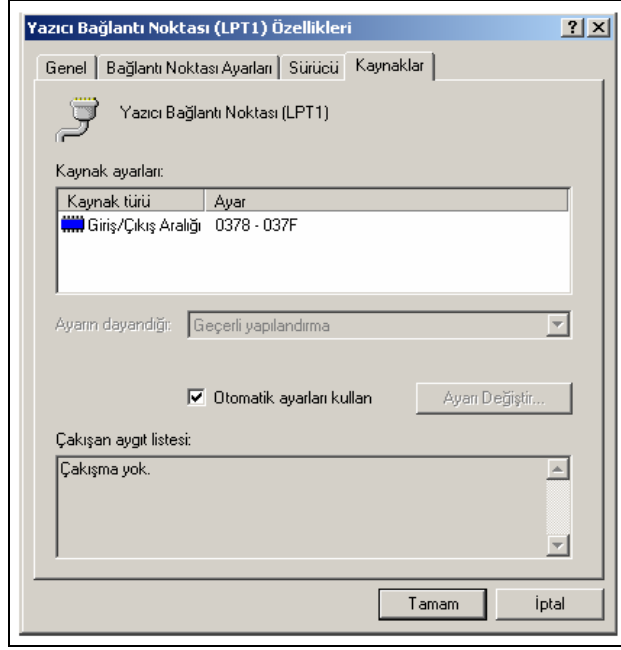 Yazıcı Bağlantı Noktası (LPT1) Özellikleri
Genel Bağlantı Noktası Ayarları Sürücü Kaynaklar
Yazıcı Bağlantı Noktası (LPT1)
Kaynak ayarları:
Kaynak türü Ayar
Giriş/Çıkış Aralığı 0378 - 037F
Ayarın dayandığı: Geçerli yapılandırma
Otomatik ayarları kullan Ayarı Değiştir...
Çakışan aygıt listesi:
Çakışma yok.
Tamam İptal